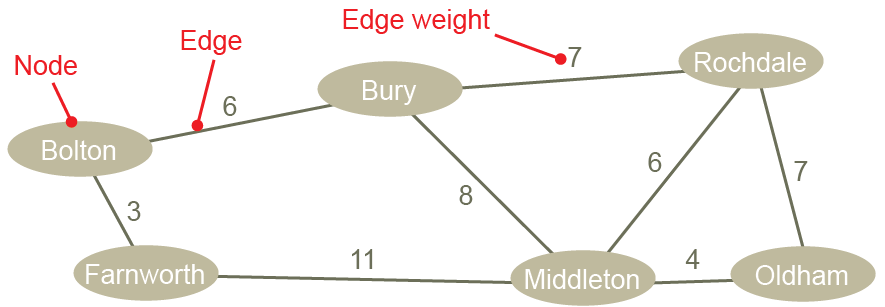 Edge weight
Edge
Node
7
Rochdale
Bury
6
Bolton
6
7
8
3
11
4
Farnworth
Middleton
Oldham